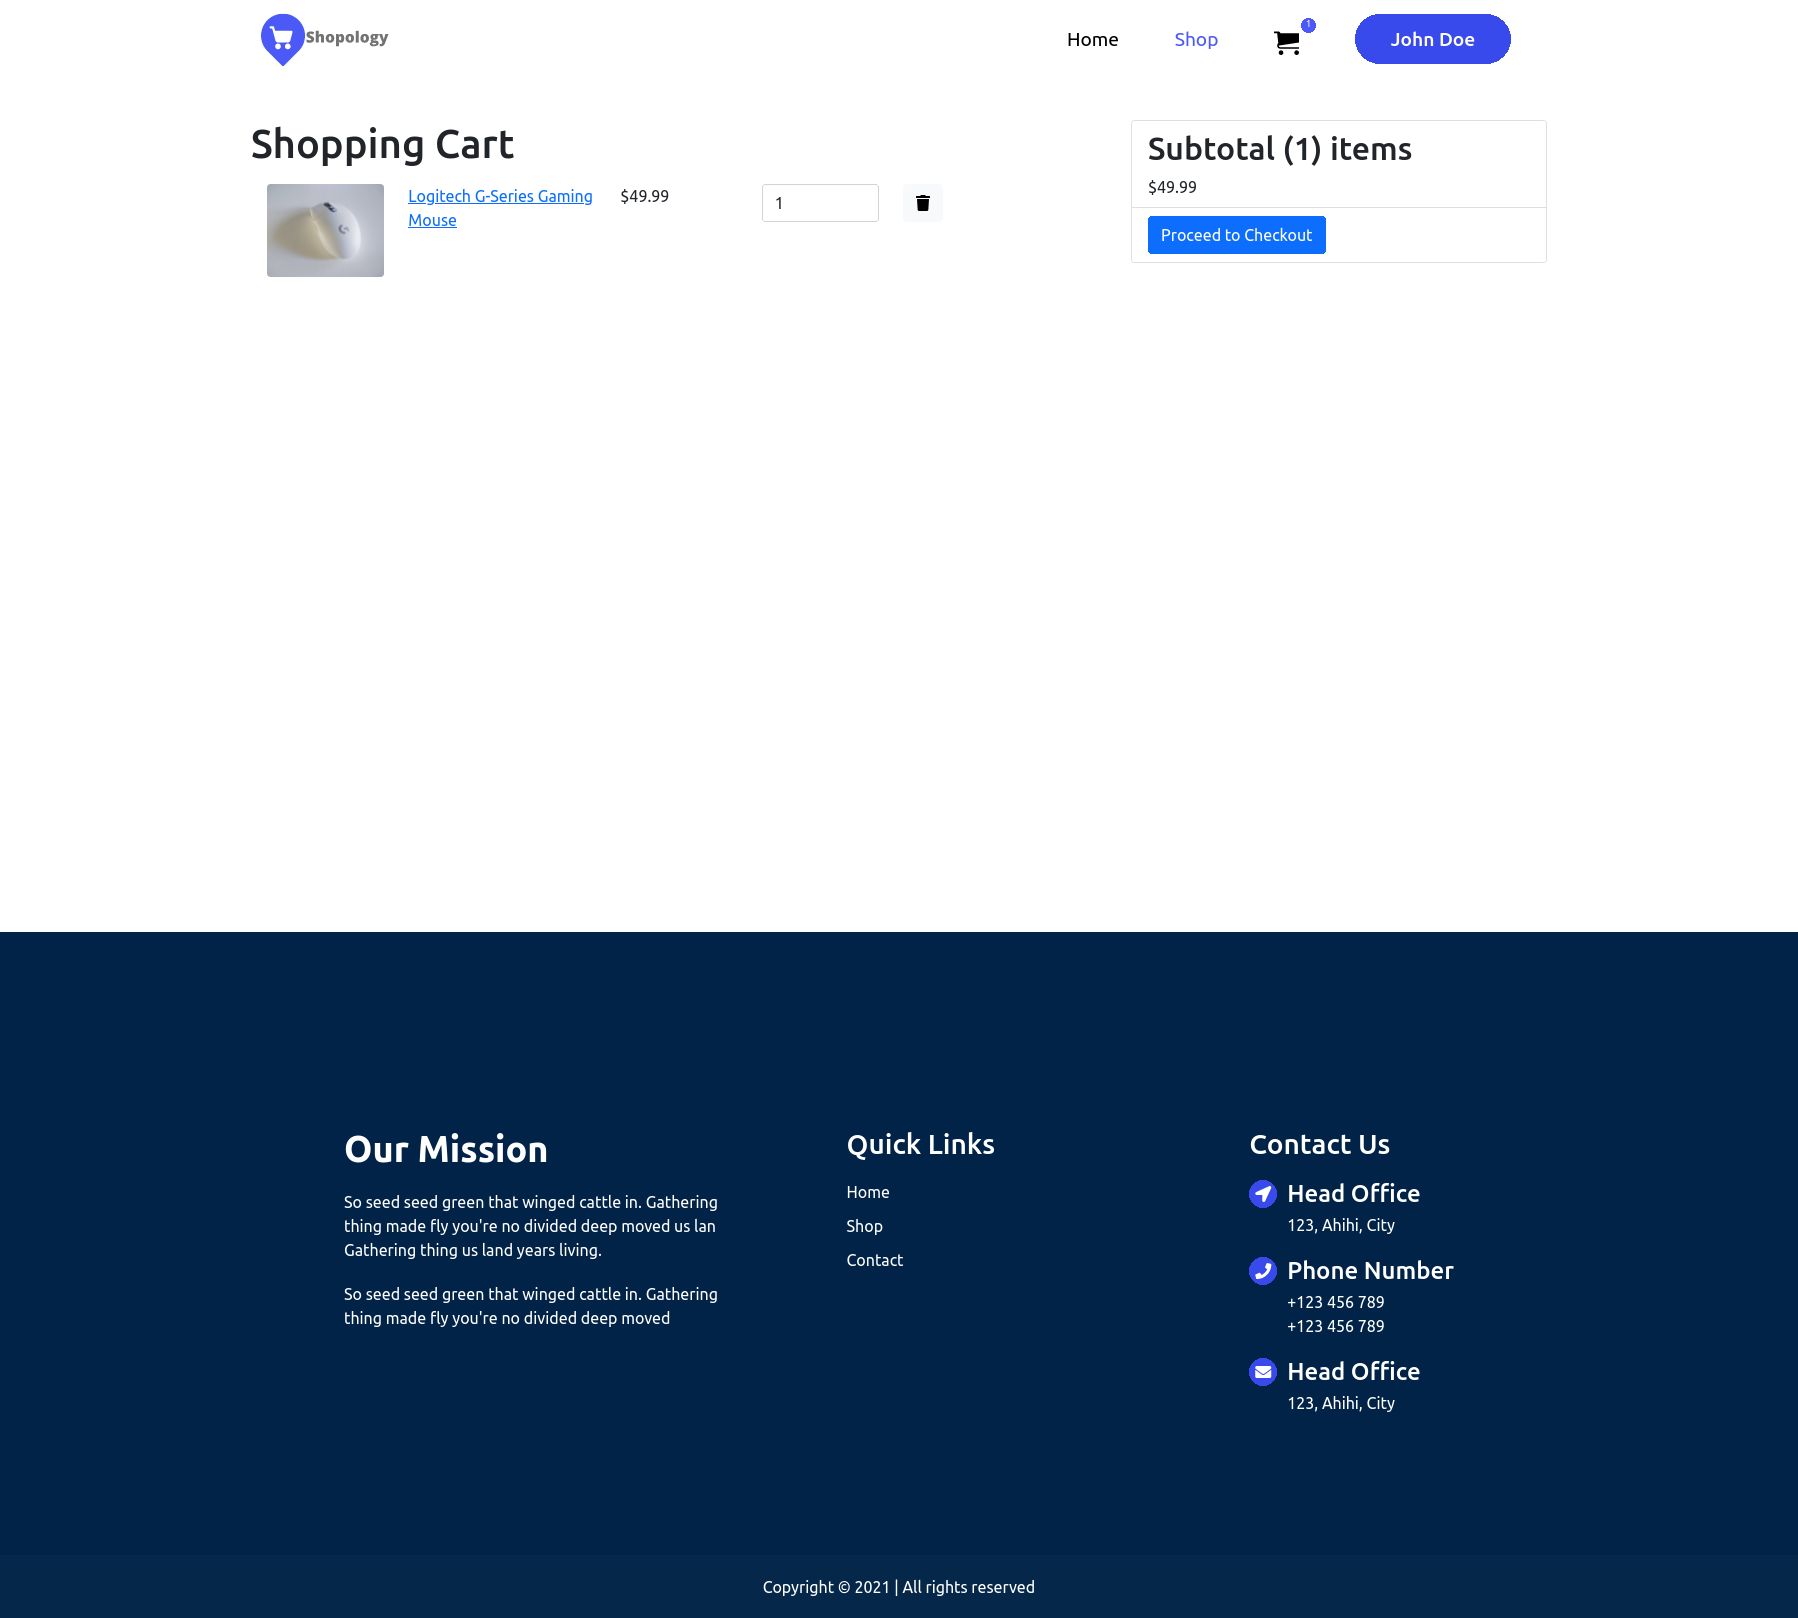 Shopology
Home
Shop
1
John Doe
Shopping Cart
Logitech G-Series Gaming
Mouse
$49.99
1
Subtotal (1) items
$49.99
Proceed to Checkout
Our Mission
So seed seed green that winged cattle in. Gathering
thing made fly you're no divided deep moved us lan
Gathering thing us land years living.
So seed seed green that winged cattle in. Gathering
thing made fly you're no divided deep moved
Quick Links
Home
Shop
Contact
Contact Us
Head Office
123, Ahihi, City
Phone Number
+123 456 789
+123 456 789
Head Office
123, Ahihi, City
Copyright © 2021 | All rights reserved